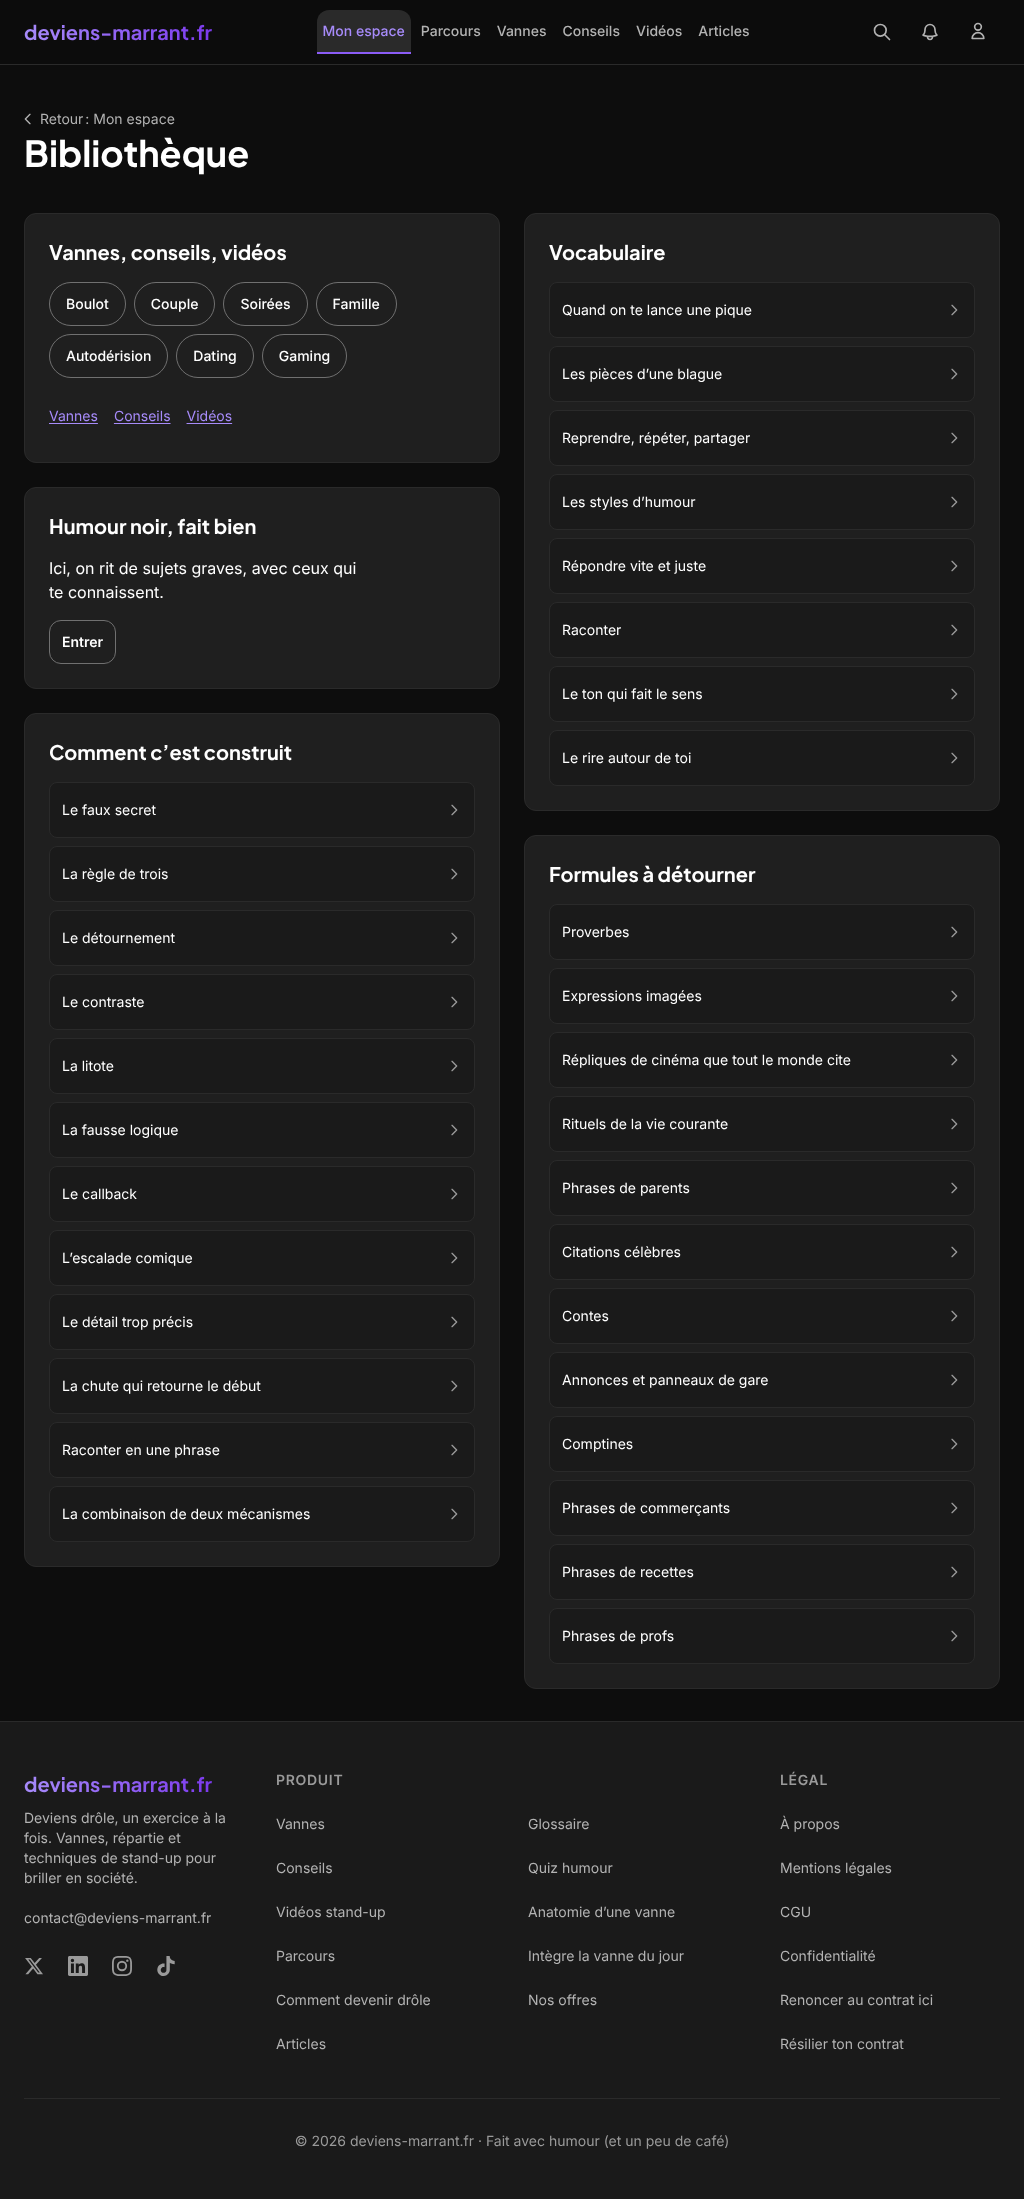 deviens-marrant.fr
Mon espace
Parcours
Vannes
Conseils
Vidéos
Articles
Retour : Mon espace
Bibliothèque
Vannes, conseils, vidéos
Boulot
Couple
Soirées
Famille
Autodérision
Dating
Gaming
Vannes
Conseils
Vidéos
Humour noir, fait bien
Ici, on rit de sujets graves, avec ceux qui
te connaissent.
Entrer
Comment c’est construit
Le faux secret
La règle de trois
Le détournement
Le contraste
La litote
La fausse logique
Le callback
L’escalade comique
Le détail trop précis
La chute qui retourne le début
Raconter en une phrase
La combinaison de deux mécanismes
Vocabulaire
Quand on te lance une pique
Les pièces d’une blague
Reprendre, répéter, partager
Les styles d’humour
Répondre vite et juste
Raconter
Le ton qui fait le sens
Le rire autour de toi
Formules à détourner
Proverbes
Expressions imagées
Répliques de cinéma que tout le monde cite
Rituels de la vie courante
Phrases de parents
Citations célèbres
Contes
Annonces et panneaux de gare
Comptines
Phrases de commerçants
Phrases de recettes
Phrases de profs
deviens-marrant.fr
Deviens drôle, un exercice à la
fois. Vannes, répartie et
techniques de stand-up pour
briller en société.
contact@deviens-marrant.fr
PRODUIT
Vannes
Conseils
Vidéos stand-up
Parcours
Comment devenir drôle
Articles
Glossaire
Quiz humour
Anatomie d’une vanne
Intègre la vanne du jour
Nos offres
LÉGAL
À propos
Mentions légales
CGU
Confidentialité
Renoncer au contrat ici
Résilier ton contrat
© 2026 deviens-marrant.fr · Fait avec humour (et un peu de café)